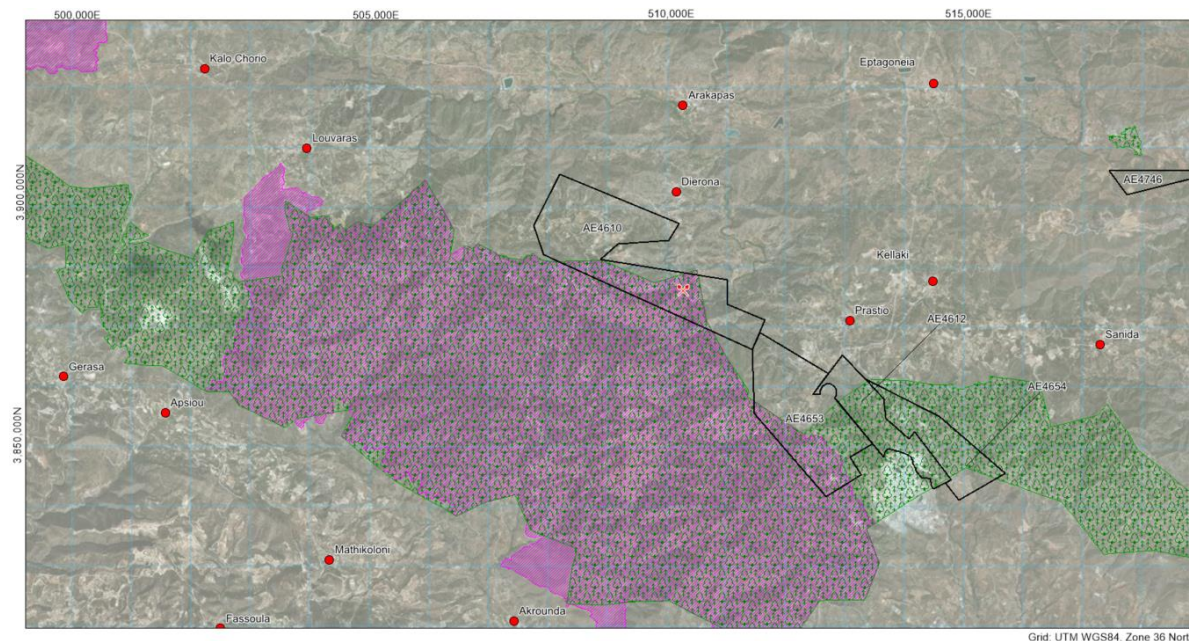 500,000E
505,000E
510,000E
515,000E
Kalo Chorio
Eptagoneia
Arakapas
Louvaras
Dierona
AE4746
3,900,000N
AE4610
Kellaki
Prastio
AE4612
Sanida
Gerasa
AE4654
Apsiou
AE4653
3,850,000N
Mathikoloni
Akrounda
Fassoula
Grid: UTM WGS84, Zone 36 Nort